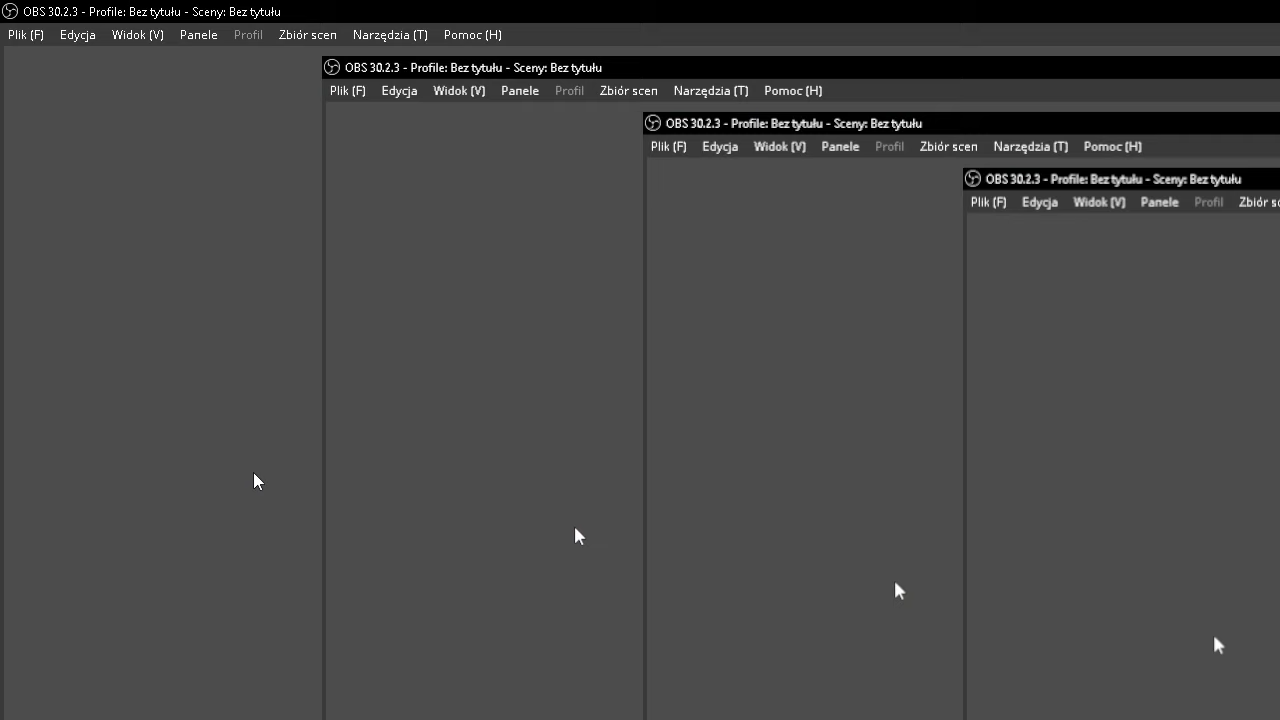 OBS 30.2.3 - Profile: Bez tytułu - Sceny: Bez tytułu
Plik (F) Edycja Widok (V) Panele Profil Zbiór scen Narzędzia (T) Pomoc (H)
OBS 30.2.3 - Profile: Bez tytułu - Sceny: Bez tytułu
Plik (F) Edycja Widok (V) Panele Profil Zbiór scen Narzędzia (T) Pomoc (H)
OBS 30.2.3 - Profile: Bez tytułu - Sceny: Bez tytułu
Plik (F) Edycja Widok (V) Panele Profil Zbiór scen Narzędzia (T) Pomoc (H)
OBS 30.2.3 - Profile: Bez tytułu - Sceny: Bez tytułu
Plik (F) Edycja Widok (V) Panele Profil Zbiór